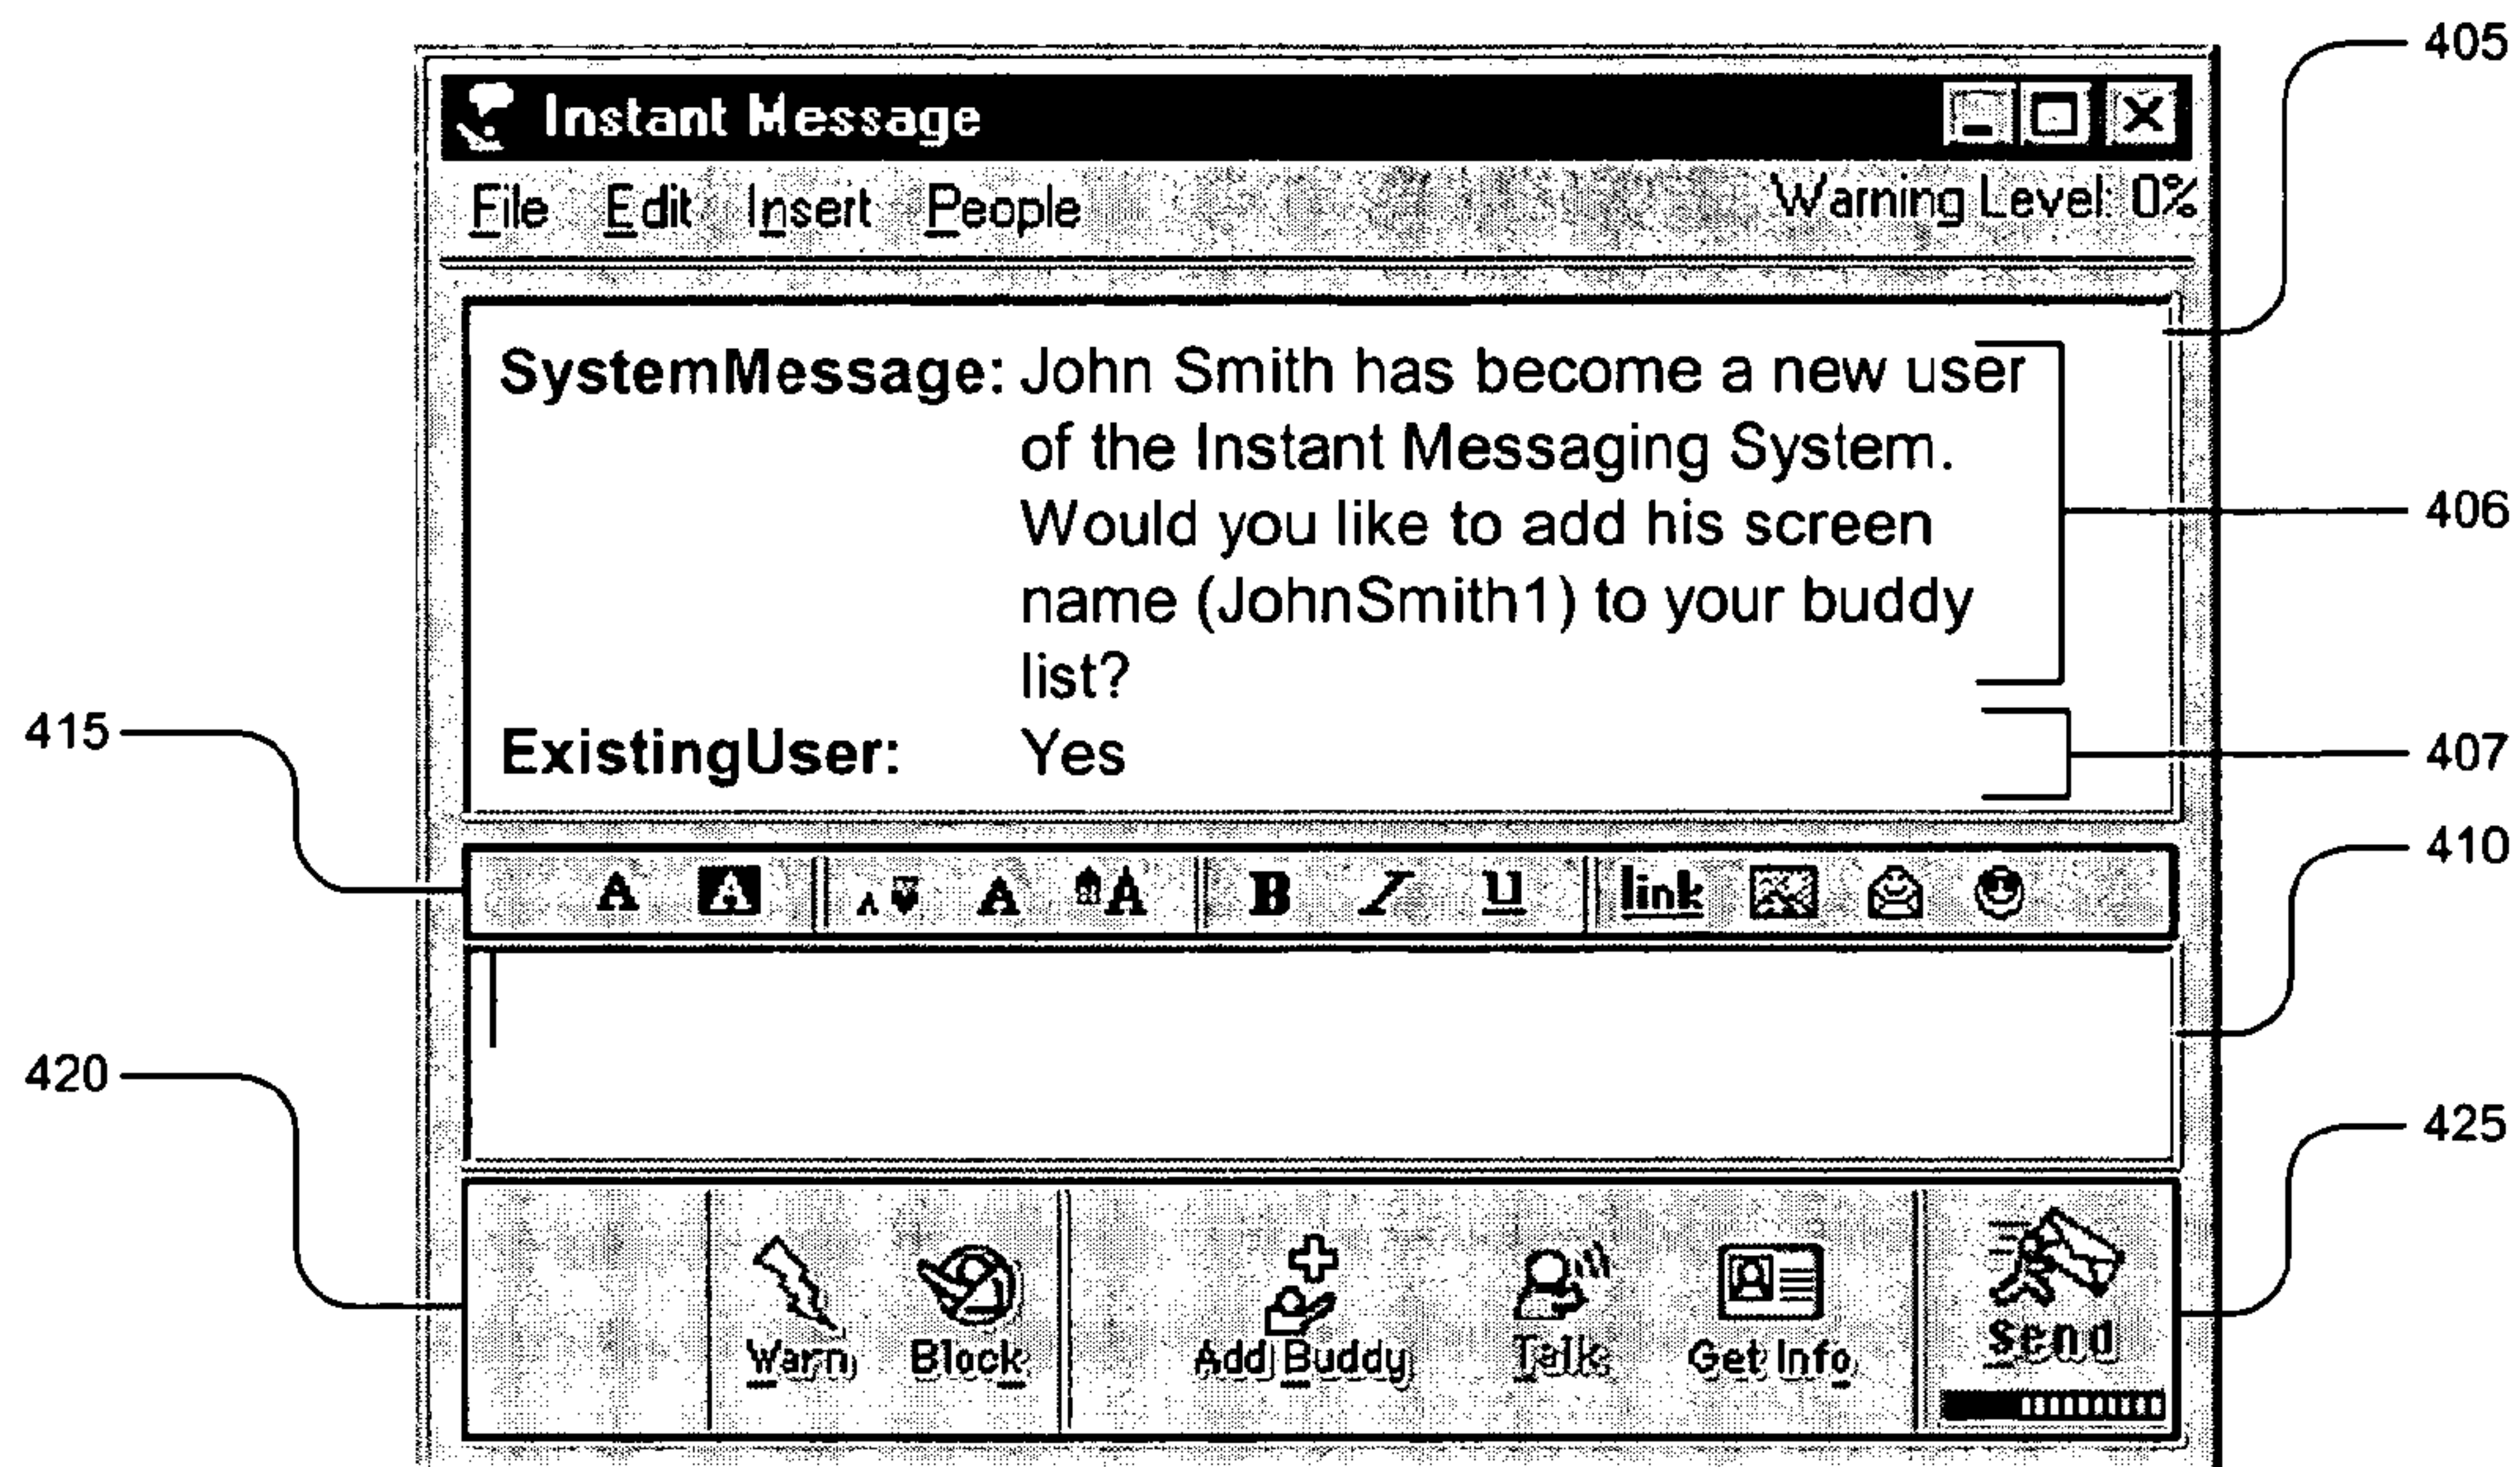 405
Instant Message
File Edit Insert People Warning Level: 0%
SystemMessage: John Smith has become a new user
of the Instant Messaging System.
Would you like to add his screen
name (JohnSmith1) to your buddy
list?
406
ExistingUser: Yes
407
415
410
A A A A A B I U link
420
425
Warn Block Add Buddy Talk Get Info Send